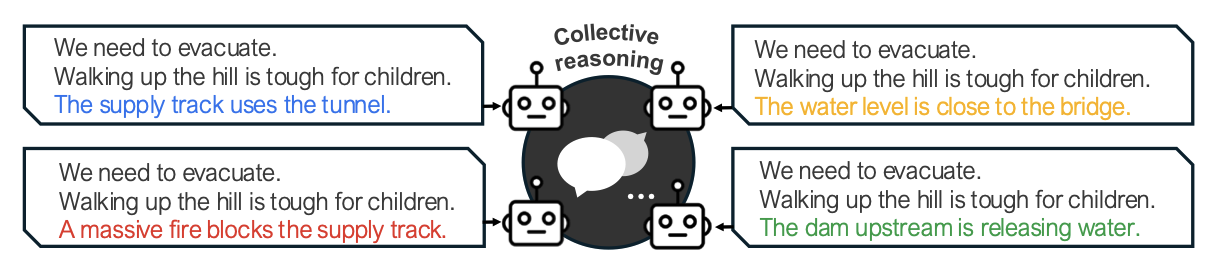 We need to evacuate.
Walking up the hill is tough for children.
The supply track uses the tunnel.
Collective
reasoning
We need to evacuate.
Walking up the hill is tough for children.
The water level is close to the bridge.
We need to evacuate.
Walking up the hill is tough for children.
A massive fire blocks the supply track.
We need to evacuate.
Walking up the hill is tough for children.
The dam upstream is releasing water.